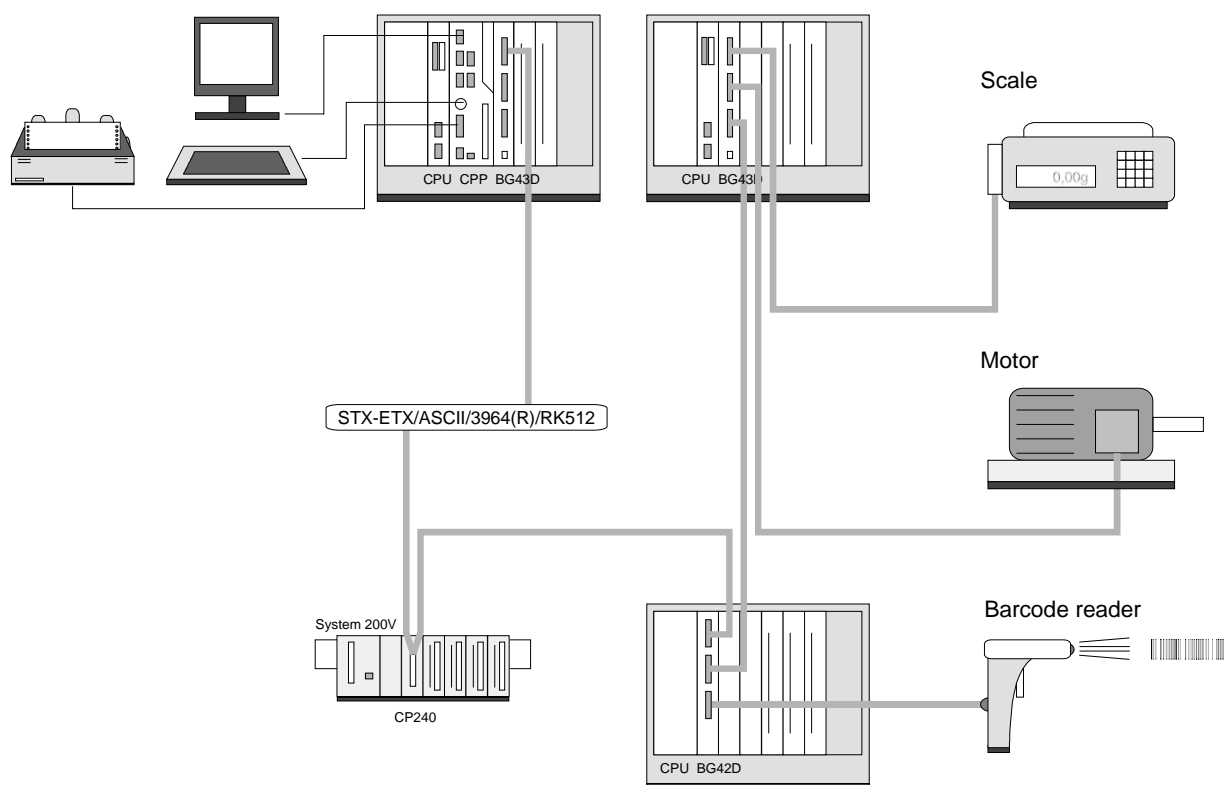 Scale
0,00g
CPU CPP BG43D
CPU BG43D
Motor
STX-ETX/ASCII/3964(R)/RK512
Barcode reader
System 200V
CP240
CPU BG42D